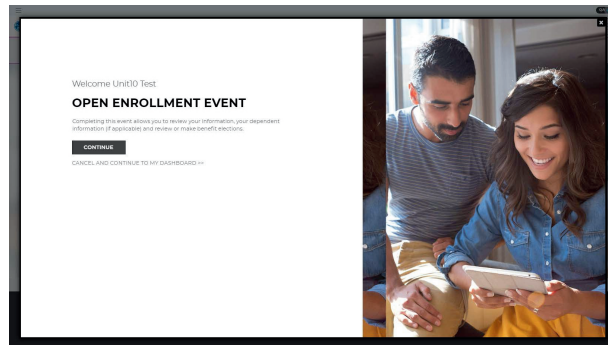 Welcome Unit10 Test
OPEN ENROLLMENT EVENT
Completing this event allows you to review your information, your dependent
information (if applicable) and review or make benefit elections.
CONTINUE
CANCEL AND CONTINUE TO MY DASHBOARD >>